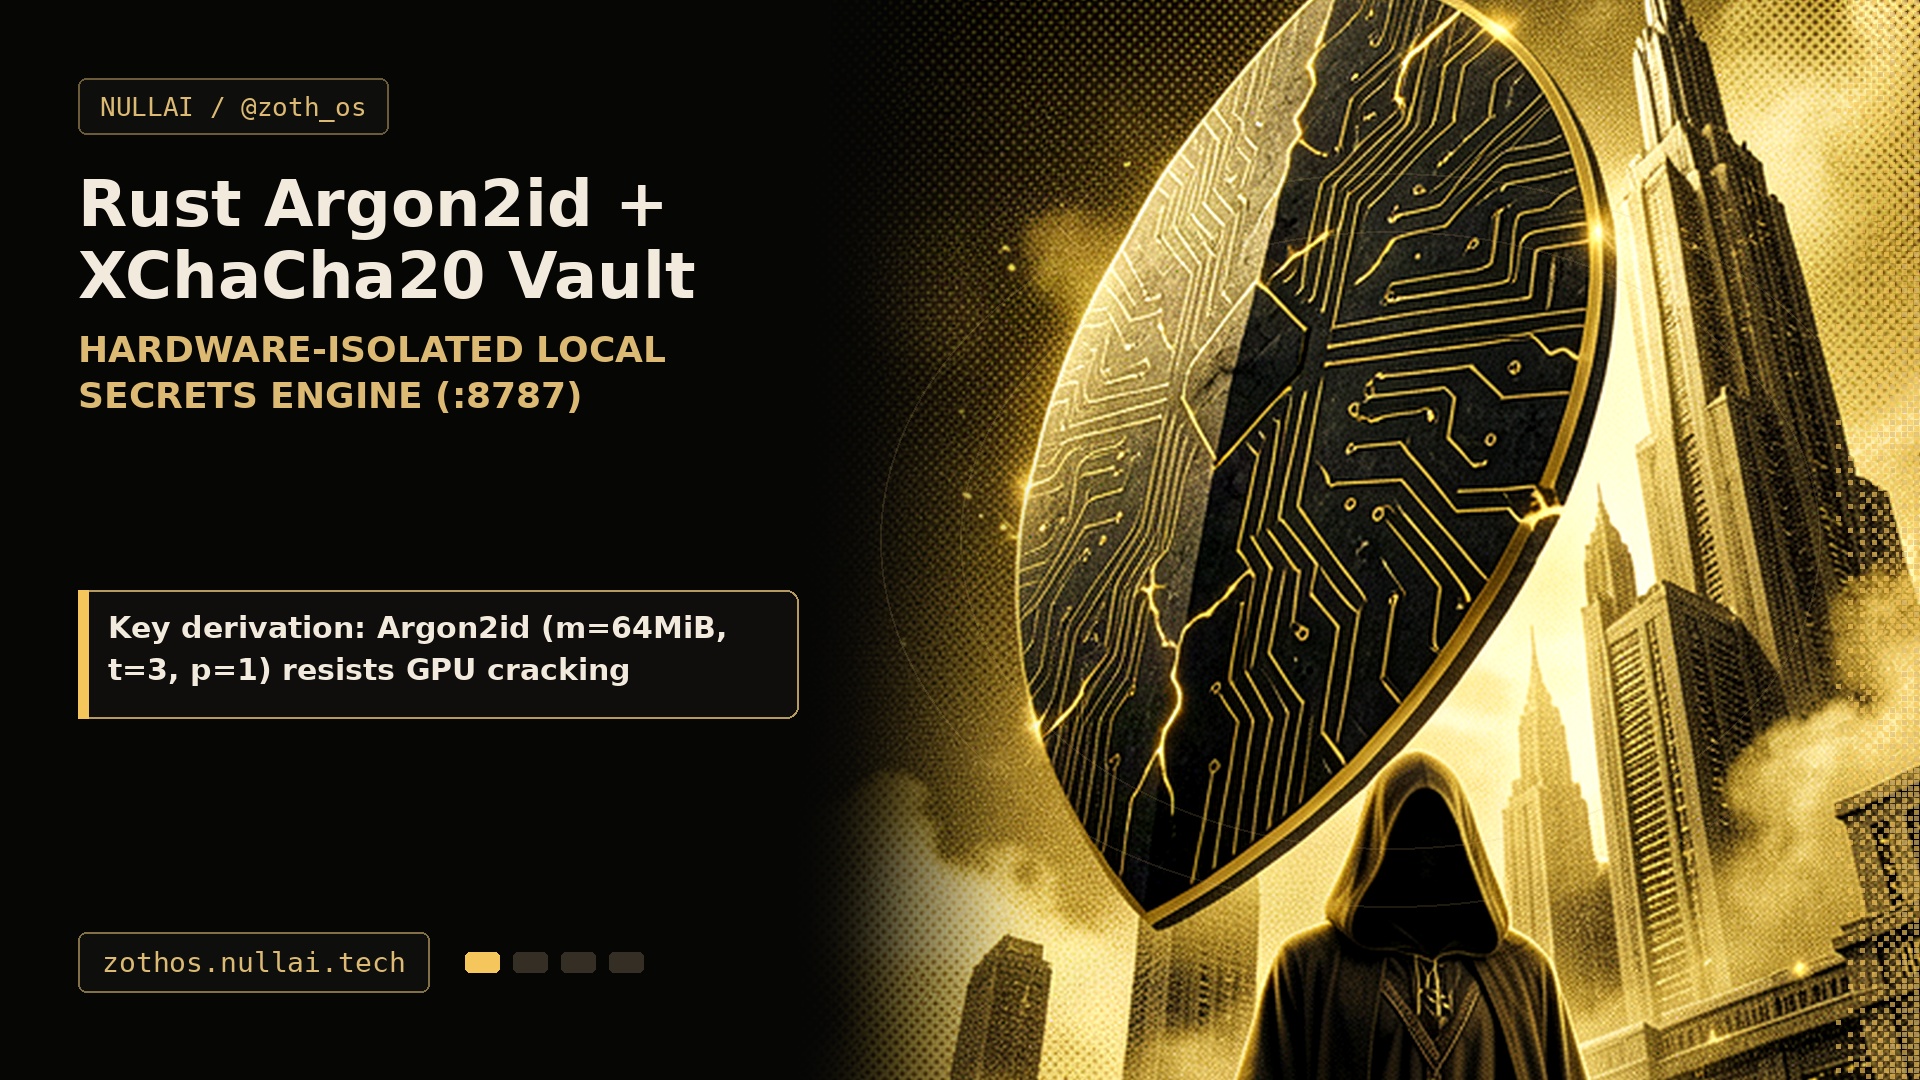 NULLAI / @zoth_os
Rust Argon2id +
XChaCha20 Vault
HARDWARE-ISOLATED LOCAL
SECRETS ENGINE (:8787)
Key derivation: Argon2id (m=64MiB,
t=3, p=1) resists GPU cracking
zothos.nullai.tech